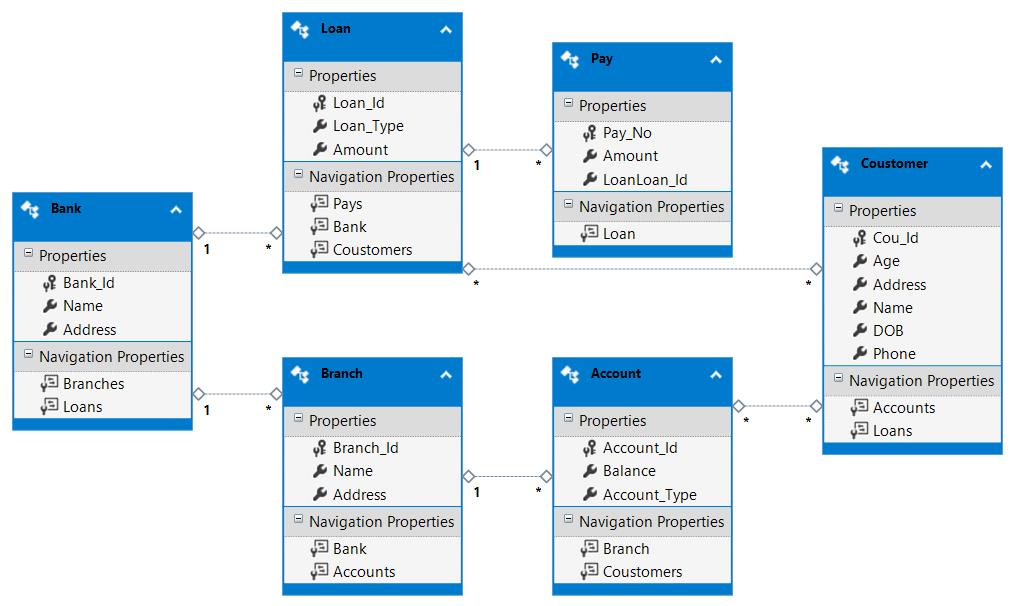 Loan
Properties
Loan_Id
Loan_Type
Amount
Navigation Properties
Pays
Bank
Coustomers
Pay
Properties
Pay_No
Amount
LoanLoan_Id
Navigation Properties
Loan
Coustomer
Properties
Cou_Id
Age
Address
Name
DOB
Phone
Navigation Properties
Accounts
Loans
Bank
Properties
Bank_Id
Name
Address
Navigation Properties
Branches
Loans
Branch
Properties
Branch_Id
Name
Address
Navigation Properties
Bank
Accounts
Account
Properties
Account_Id
Balance
Account_Type
Navigation Properties
Branch
Coustomers
1 *
1 *
* *
1 *
1 *
* *